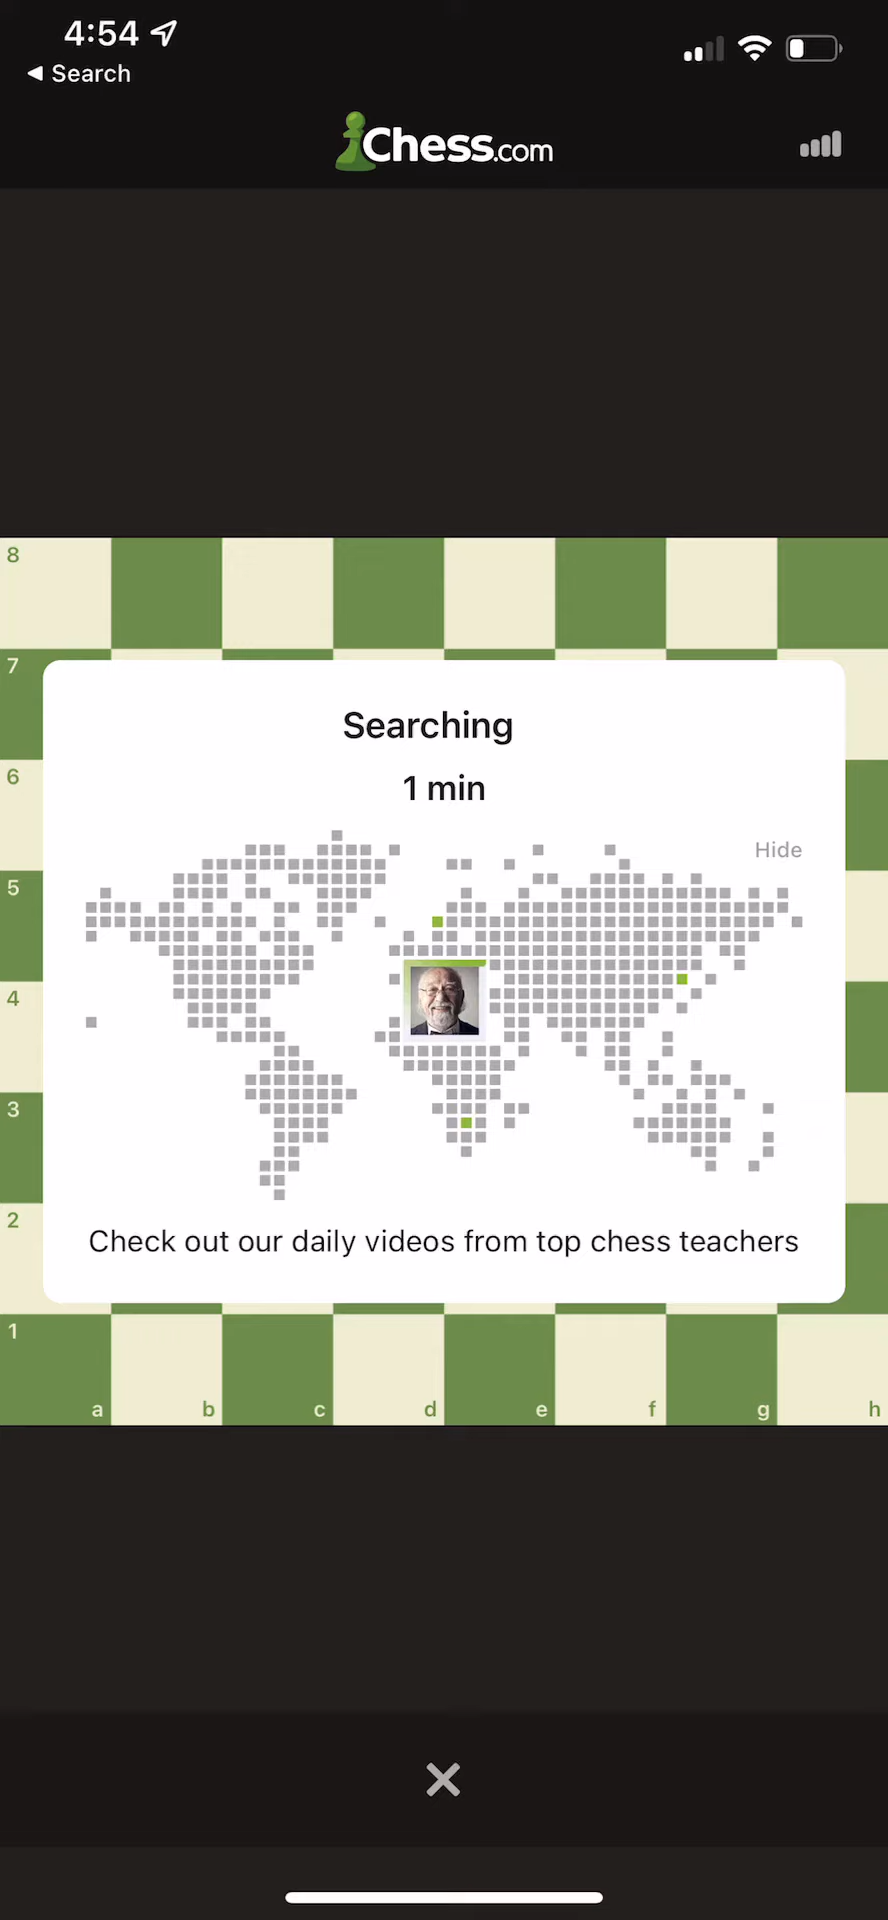 4:54
◀ Search
Chess.com
8
7
Searching
1 min
6
Hide
5
4
3
2
Check out our daily videos from top chess teachers
1
a b c d e f g h